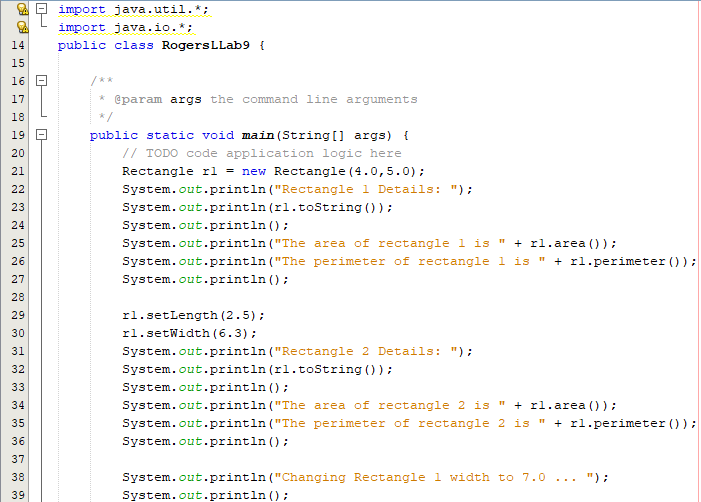 import java.util.*;
import java.io.*;
14 public class RogersLLab9 {
15
16 /**
17 * @param args the command line arguments
18 */
19 public static void main(String[] args) {
20 // TODO code application logic here
21 Rectangle r1 = new Rectangle(4.0,5.0);
22 System.out.println("Rectangle 1 Details: ");
23 System.out.println(r1.toString());
24 System.out.println();
25 System.out.println("The area of rectangle 1 is " + r1.area());
26 System.out.println("The perimeter of rectangle 1 is " + r1.perimeter());
27 System.out.println();
28
29 r1.setLength(2.5);
30 r1.setWidth(6.3);
31 System.out.println("Rectangle 2 Details: ");
32 System.out.println(r1.toString());
33 System.out.println();
34 System.out.println("The area of rectangle 2 is " + r1.area());
35 System.out.println("The perimeter of rectangle 2 is " + r1.perimeter());
36 System.out.println();
37
38 System.out.println("Changing Rectangle 1 width to 7.0 ... ");
39 System.out.println();